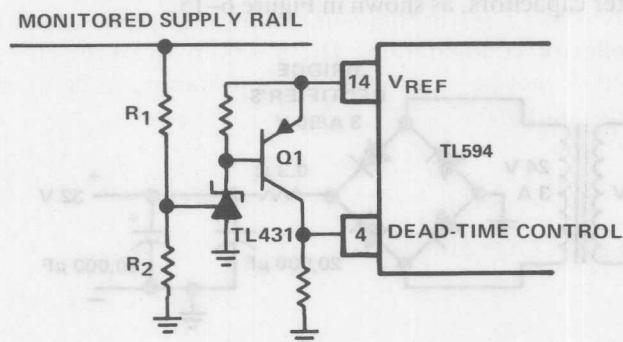 MONITORED SUPPLY RAIL
14 VREF
R1
Q1
TL594
TL431
4 DEAD-TIME CONTROL
R2